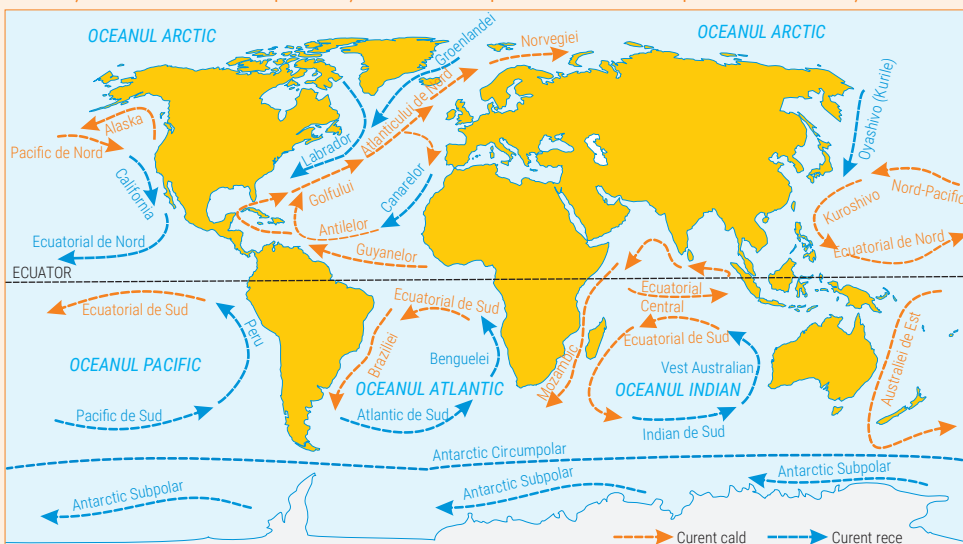 OCEANUL ARCTIC
OCEANUL ARCTIC
Groenlandei
Norvegiei
Atlanticului de Nord
Alaska
Pacific de Nord
Labrador
Oyashivo (Kurile)
California
Golfului
Canarelor
Kuroshivo
Nord-Pacific
Antilelor
Ecuatorial de Nord
Guyanelor
Ecuatorial de Nord
ECUATOR
Ecuatorial de Sud
Peru
Ecuatorial de Sud
Ecuatorial
Central
Braziliei
Benguelei
Mozambic
Ecuatorial de Sud
Vest Australian
Australiei de Est
OCEANUL PACIFIC
OCEANUL ATLANTIC
OCEANUL INDIAN
Pacific de Sud
Atlantic de Sud
Indian de Sud
Antarctic Circumpolar
Antarctic Subpolar
Antarctic Subpolar
Antarctic Subpolar
Curent cald
Curent rece